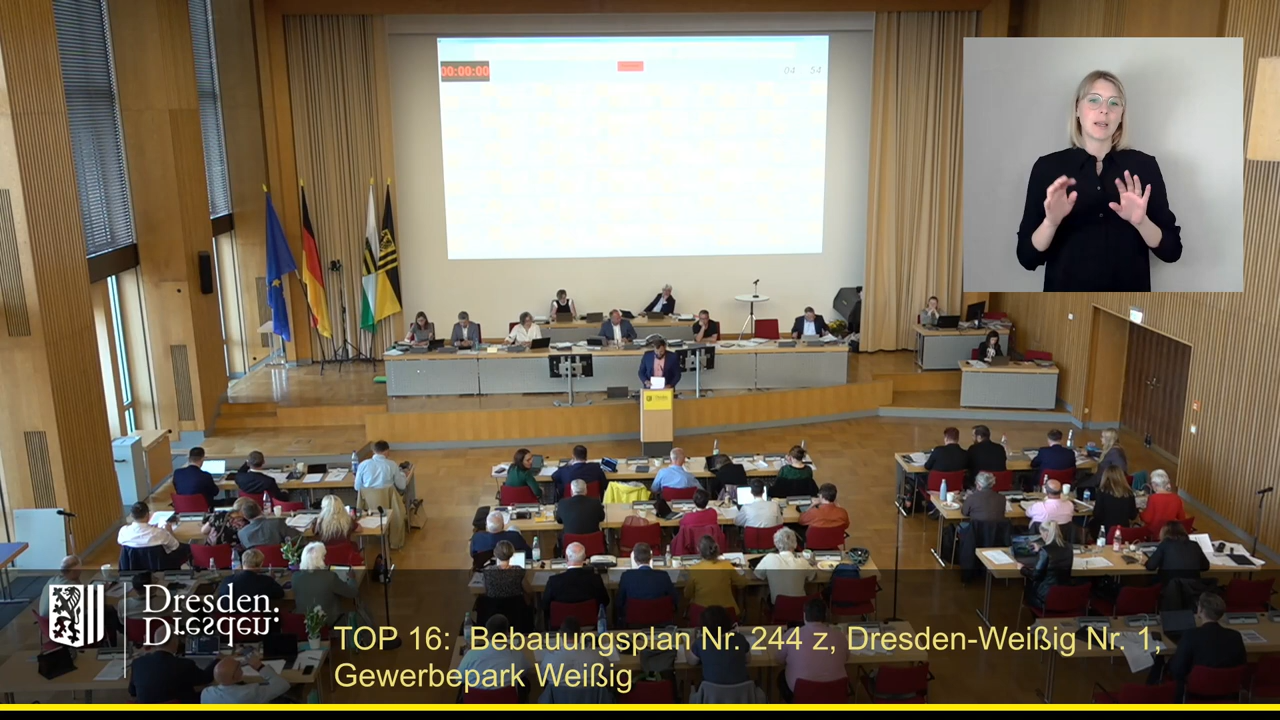 00:00:00
04 54
Dresden.
Dresden.
TOP 16: Bebauungsplan Nr. 244 z, Dresden-Weißig Nr. 1,
Gewerbepark Weißig